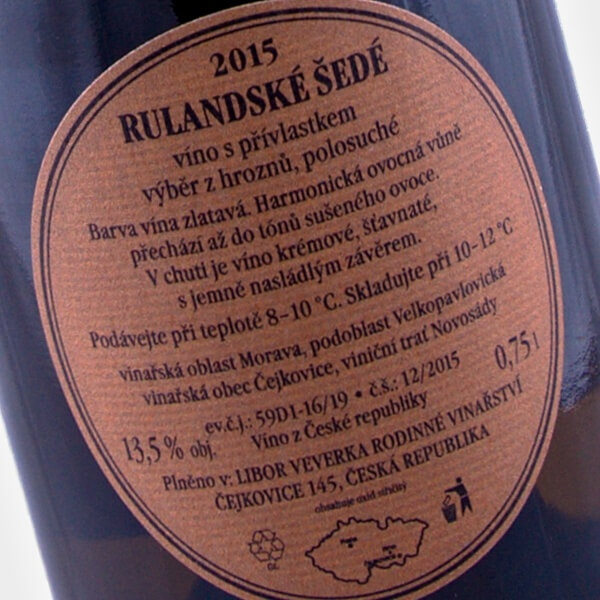 2015
RULANDSKÉ ŠEDÉ
víno s přívlastkem
výběr z hroznů, polosuché
Barva vína zlatavá. Harmonická ovocná vůně
přechází až do tónů sušeného ovoce.
V chuti je víno krémové, šťavnaté,
s jemně nasládlým závěrem.
Podávejte při teplotě 8–10 °C. Skladujte při 10–12 °C
vinařská oblast Morava, podoblast Velkopavlovická
vinařská obec Čejkovice, viniční trať Novosády
0,75 l
ev.č.j.: 59D1-16/19 • č.š.: 12/2015
13,5 % obj.
Víno z České republiky
Plněno v: LIBOR VEVERKA RODINNÉ VINAŘSTVÍ
ČEJKOVICE 145, ČESKÁ REPUBLIKA
obsahuje oxid siřičitý
GL